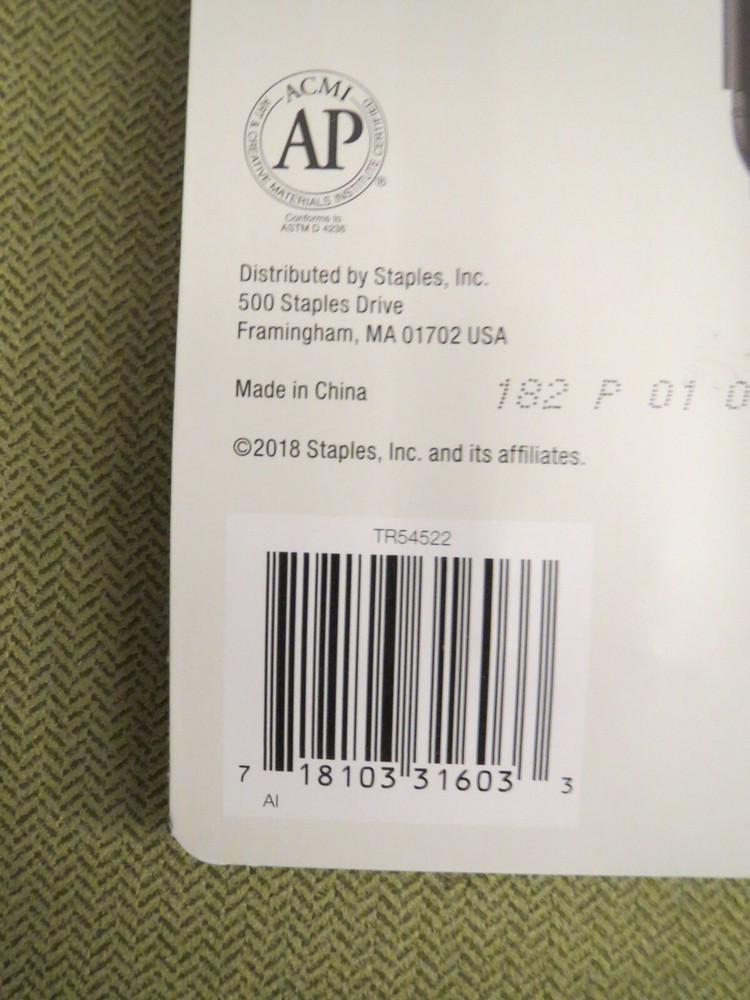 ACMI
AP
ART & CREATIVE MATERIALS INSTITUTE CERTIFIED
®
Conforms to
ASTM D 4236
Distributed by Staples, Inc.
500 Staples Drive
Framingham, MA 01702 USA
Made in China
182 P 01 0
©2018 Staples, Inc. and its affiliates.
TR54522
7 18103 31603 3
AI